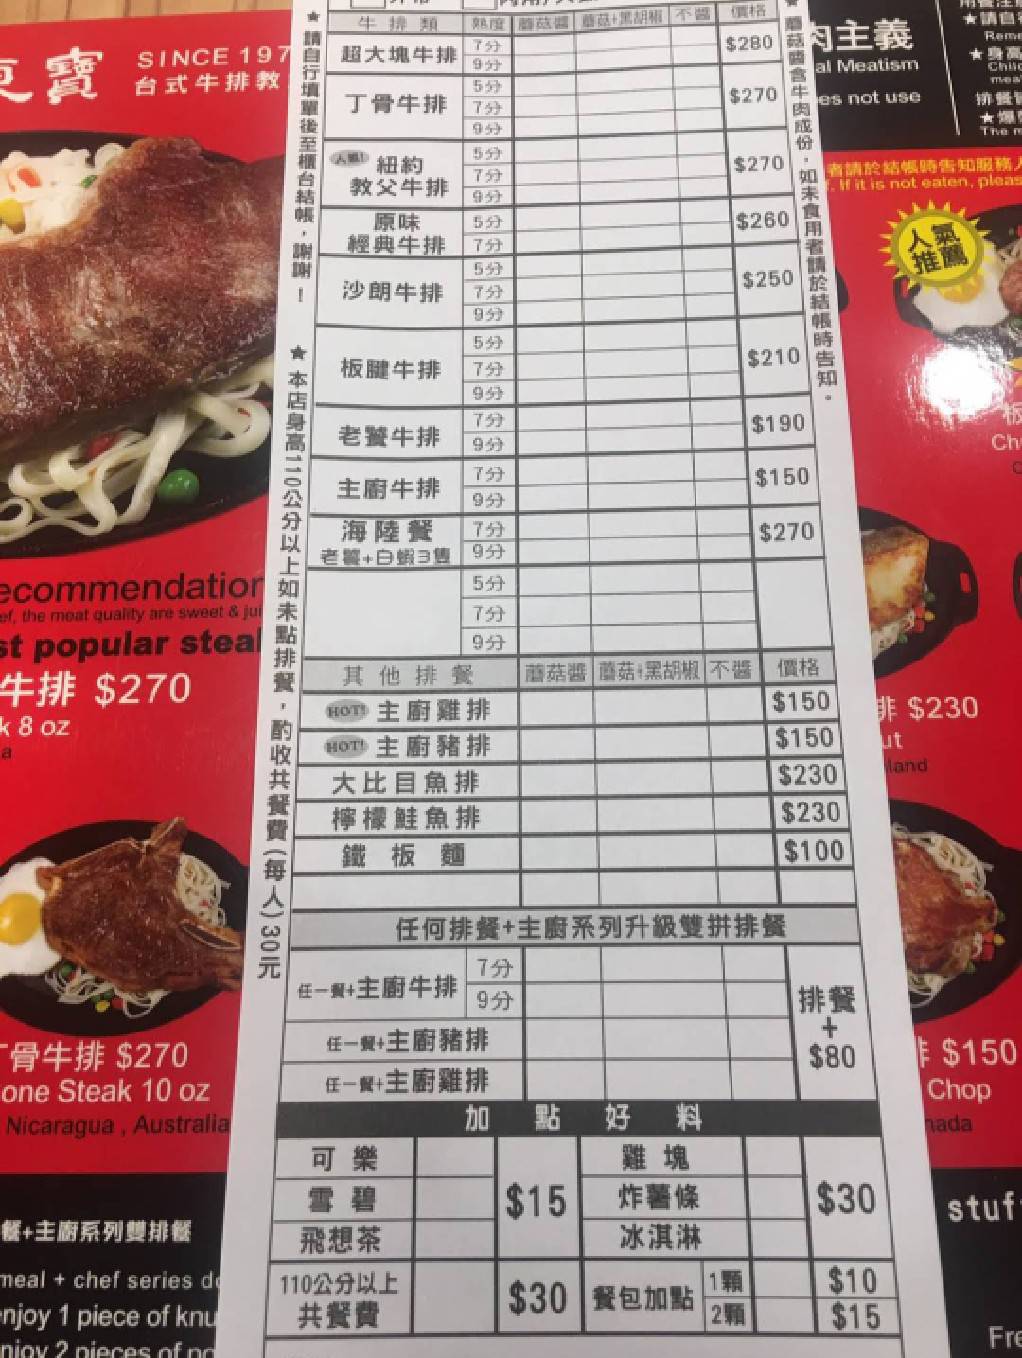 寶
SINCE 197
台式牛排教
牛排類 熟度 蘑菇醬 蘑菇+黑胡椒 不醬 價格
超大塊牛排 7分 9分 $280
丁骨牛排 5分 7分 9分 $270
人氣! 紐約
教父牛排 5分 7分 9分 $270
原味
經典牛排 5分 7分 $260
沙朗牛排 5分 7分 9分 $250
板腱牛排 5分 7分 9分 $210
老饕牛排 7分 9分 $190
主廚牛排 7分 9分 $150
海陸餐
老饕+白蝦3隻 7分 9分 $270
5分
7分
9分
其他排餐 蘑菇醬 蘑菇+黑胡椒 不醬 價格
HOT! 主廚雞排 $150
HOT! 主廚豬排 $150
大比目魚排 $230
檸檬鮭魚排 $230
鐵板麵 $100
任何排餐+主廚系列升級雙拼排餐
任一餐+主廚牛排 7分 9分
任一餐+主廚豬排
任一餐+主廚雞排
排餐
+
$80
加點好料
可樂
雪碧
飛想茶
$15
雞塊
炸薯條
冰淇淋
$30
110公分以上
共餐費 $30
餐包加點 1顆 $10
2顆 $15
★請自行填單後至櫃台結帳,謝謝!
★本店身高110公分以上如未點排餐,酌收共餐費(每人)30元
★蘑菇醬含牛肉成份,如未食用者請於結帳時告知。
ecommendation
ef, the meat quality are sweet & jui
st popular steal
牛排 $270
k 8 oz
a
丁骨牛排 $270
one Steak 10 oz
Nicaragua , Australia
餐+主廚系列雙排餐
meal + chef series do
enjoy 1 piece of knu
肉主義
al Meatism
es not use
★請自
Reme
★身高
排餐
★爆
The m
者請於結帳時告知服務人
. If it is not eaten, pleas
人氣
推薦
板
Ch
排 $230
ut
land
排 $150
Chop
nada
stuf
Fre